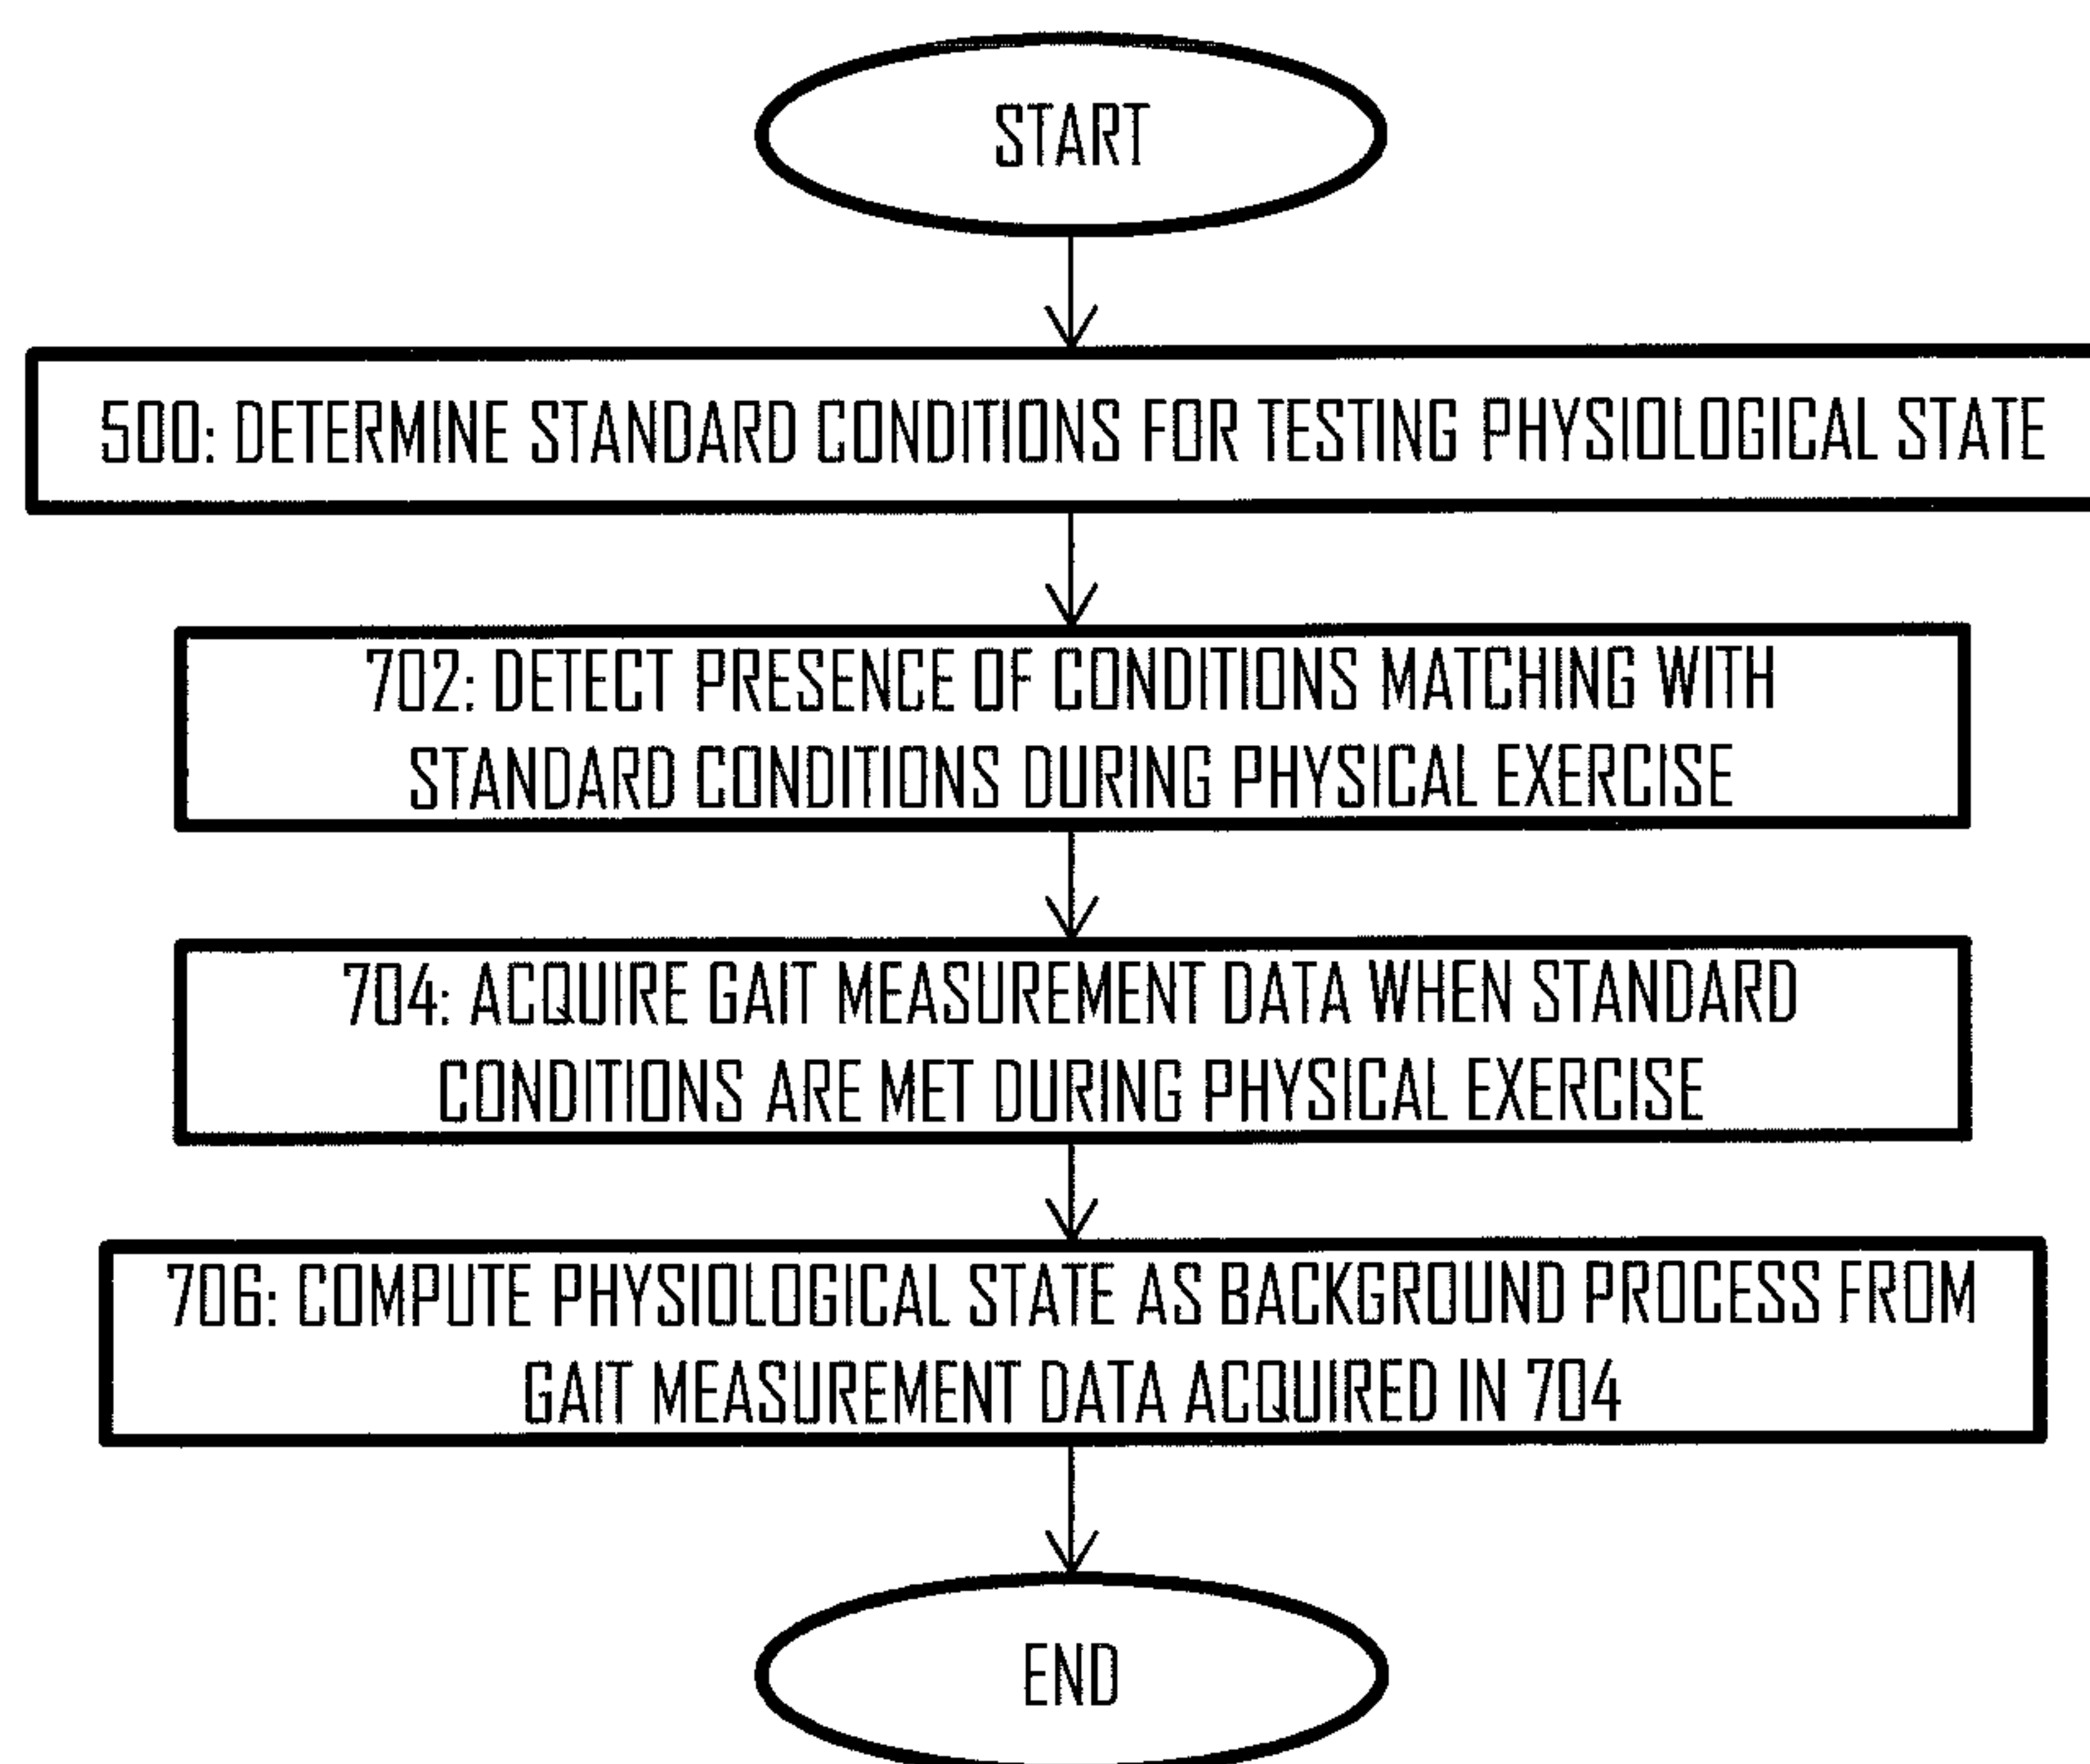 START
500: DETERMINE STANDARD CONDITIONS FOR TESTING PHYSIOLOGICAL STATE
702: DETECT PRESENCE OF CONDITIONS MATCHING WITH
STANDARD CONDITIONS DURING PHYSICAL EXERCISE
704: ACQUIRE GAIT MEASUREMENT DATA WHEN STANDARD
CONDITIONS ARE MET DURING PHYSICAL EXERCISE
706: COMPUTE PHYSIOLOGICAL STATE AS BACKGROUND PROCESS FROM
GAIT MEASUREMENT DATA ACQUIRED IN 704
END